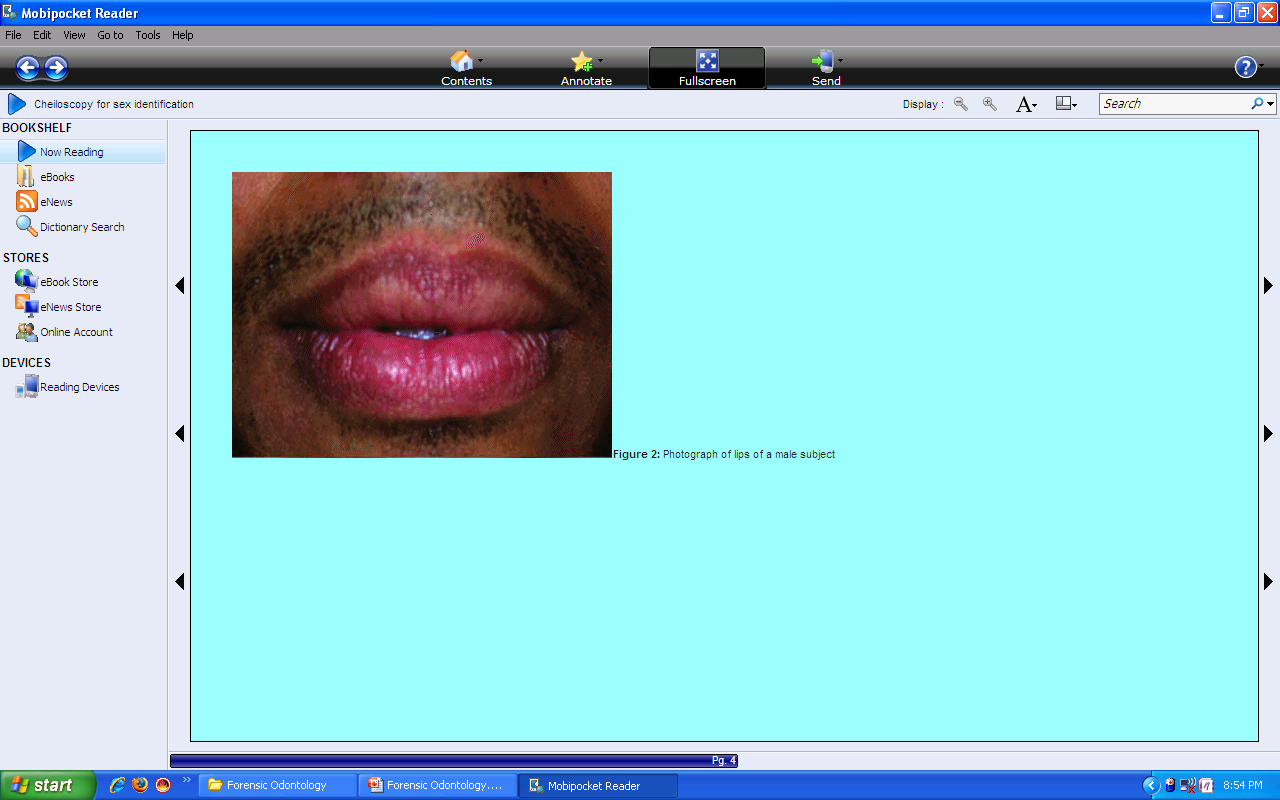 Mobipocket Reader
File Edit View Go to Tools Help
Contents Annotate Fullscreen Send
Cheiloscopy for sex identification
Display :
A
Search
BOOKSHELF
Now Reading
eBooks
eNews
Dictionary Search
STORES
eBook Store
eNews Store
Online Account
DEVICES
Reading Devices
Figure 2: Photograph of lips of a male subject
Pg. 4
start
Forensic Odontology
Forensic Odontology....
Mobipocket Reader
8:54 PM